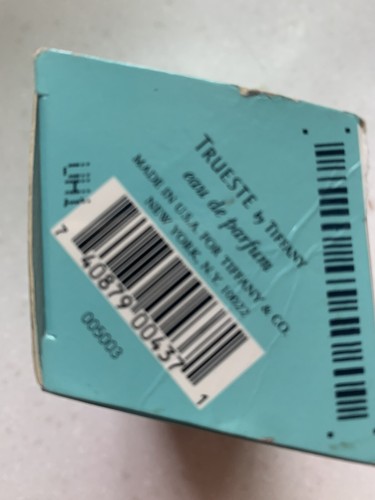 TRUESTE by TIFFANY
eau de parfum
MADE IN U.S.A. FOR TIFFANY & CO.
NEW YORK, N.Y. 10022
7 40879 00437 1
005003